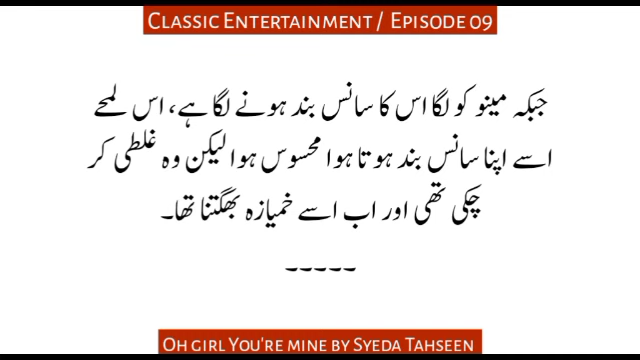 CLASSIC ENTERTAINMENT / EPISODE 09
جبکہ مینو کو لگا اس کا سانس بند ہونے لگا ہے، اس لمحے
اسے اپنا سانس بند ہوتا ہوا محسوس ہوا لیکن وہ غلطی کر
چکی تھی اور اب اسے خمیازہ بھگتنا تھا۔
-----
OH GIRL YOU'RE MINE BY SYEDA TAHSEEN